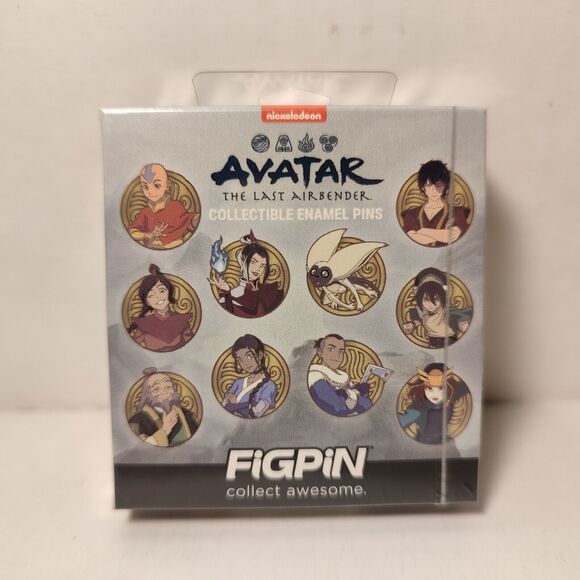 nickelodeon
AVATAR
THE LAST AIRBENDER.
COLLECTIBLE ENAMEL PINS
FiGPiN
collect awesome.